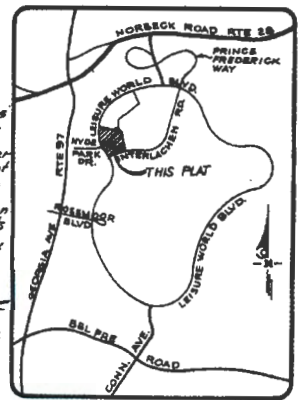 NORBECK ROAD RTE 28
PRINCE
FREDERICK
WAY
LEISURE WORLD BLVD.
INTERLACHEN RD.
HYDE
PARK
DR.
THIS PLAT
RTE 97
ROSSMOOR
BLVD.
GEORGIA AVE
LEISURE WORLD BLVD.
N
BEL PRE ROAD
CONN. AVE.